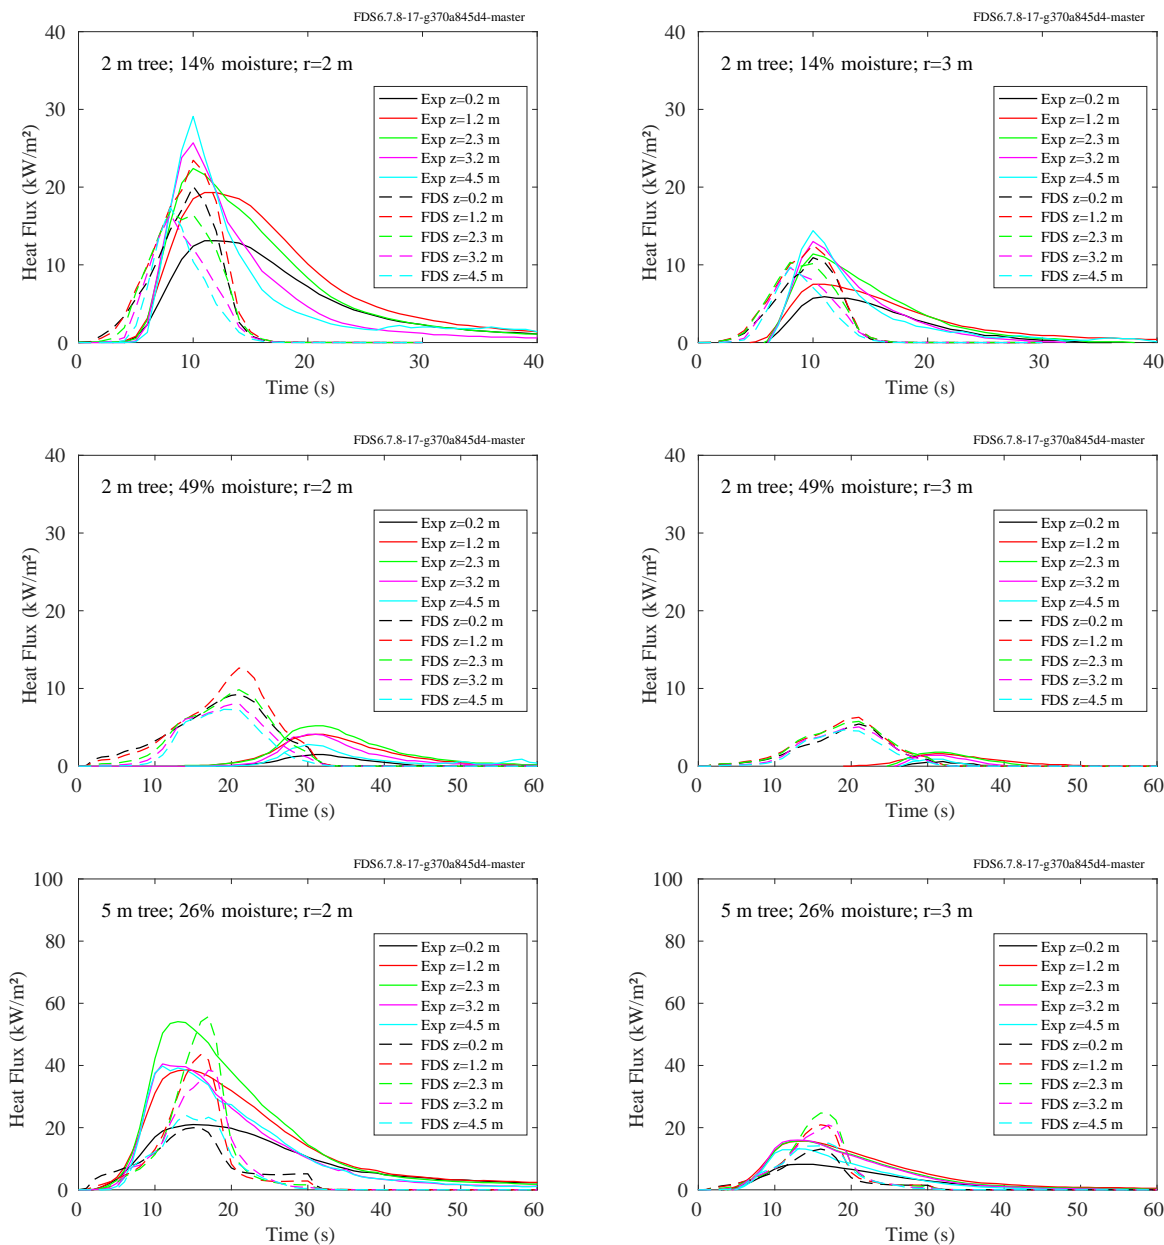 FDS6.7.8-17-g370a845d4-master
2 m tree; 14% moisture; r=2 m
Heat Flux (kW/m²)
40
30
20
10
0
Exp z=0.2 m
Exp z=1.2 m
Exp z=2.3 m
Exp z=3.2 m
Exp z=4.5 m
FDS z=0.2 m
FDS z=1.2 m
FDS z=2.3 m
FDS z=3.2 m
FDS z=4.5 m
0 10 20 30 40
Time (s)
FDS6.7.8-17-g370a845d4-master
2 m tree; 14% moisture; r=3 m
Heat Flux (kW/m²)
40
30
20
10
0
Exp z=0.2 m
Exp z=1.2 m
Exp z=2.3 m
Exp z=3.2 m
Exp z=4.5 m
FDS z=0.2 m
FDS z=1.2 m
FDS z=2.3 m
FDS z=3.2 m
FDS z=4.5 m
0 10 20 30 40
Time (s)
FDS6.7.8-17-g370a845d4-master
2 m tree; 49% moisture; r=2 m
Heat Flux (kW/m²)
40
30
20
10
0
Exp z=0.2 m
Exp z=1.2 m
Exp z=2.3 m
Exp z=3.2 m
Exp z=4.5 m
FDS z=0.2 m
FDS z=1.2 m
FDS z=2.3 m
FDS z=3.2 m
FDS z=4.5 m
0 10 20 30 40 50 60
Time (s)
FDS6.7.8-17-g370a845d4-master
2 m tree; 49% moisture; r=3 m
Heat Flux (kW/m²)
40
30
20
10
0
Exp z=0.2 m
Exp z=1.2 m
Exp z=2.3 m
Exp z=3.2 m
Exp z=4.5 m
FDS z=0.2 m
FDS z=1.2 m
FDS z=2.3 m
FDS z=3.2 m
FDS z=4.5 m
0 10 20 30 40 50 60
Time (s)
FDS6.7.8-17-g370a845d4-master
5 m tree; 26% moisture; r=2 m
Heat Flux (kW/m²)
100
80
60
40
20
0
Exp z=0.2 m
Exp z=1.2 m
Exp z=2.3 m
Exp z=3.2 m
Exp z=4.5 m
FDS z=0.2 m
FDS z=1.2 m
FDS z=2.3 m
FDS z=3.2 m
FDS z=4.5 m
0 10 20 30 40 50 60
Time (s)
FDS6.7.8-17-g370a845d4-master
5 m tree; 26% moisture; r=3 m
Heat Flux (kW/m²)
100
80
60
40
20
0
Exp z=0.2 m
Exp z=1.2 m
Exp z=2.3 m
Exp z=3.2 m
Exp z=4.5 m
FDS z=0.2 m
FDS z=1.2 m
FDS z=2.3 m
FDS z=3.2 m
FDS z=4.5 m
0 10 20 30 40 50 60
Time (s)